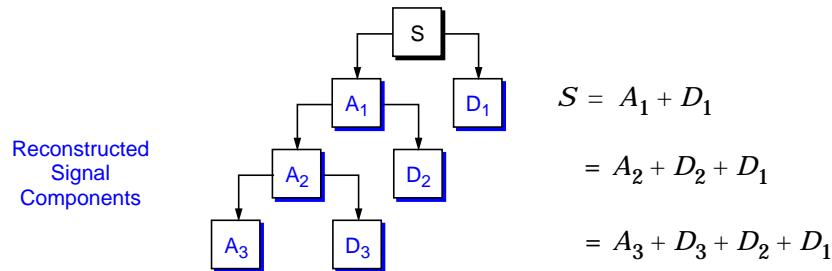 S
A1 D1
S = A1 + D1
Reconstructed
Signal
Components
A2 D2
= A2 + D2 + D1
A3 D3
= A3 + D3 + D2 + D1